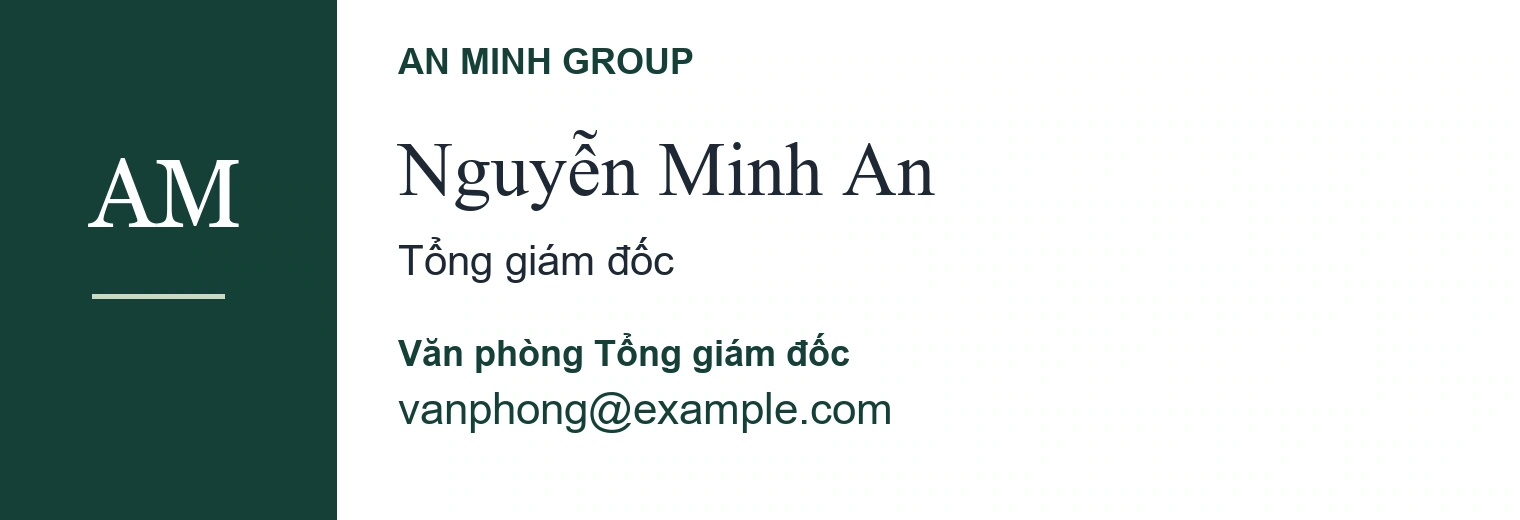 AM
AN MINH GROUP
Nguyễn Minh An
Tổng giám đốc
Văn phòng Tổng giám đốc
vanphong@example.com